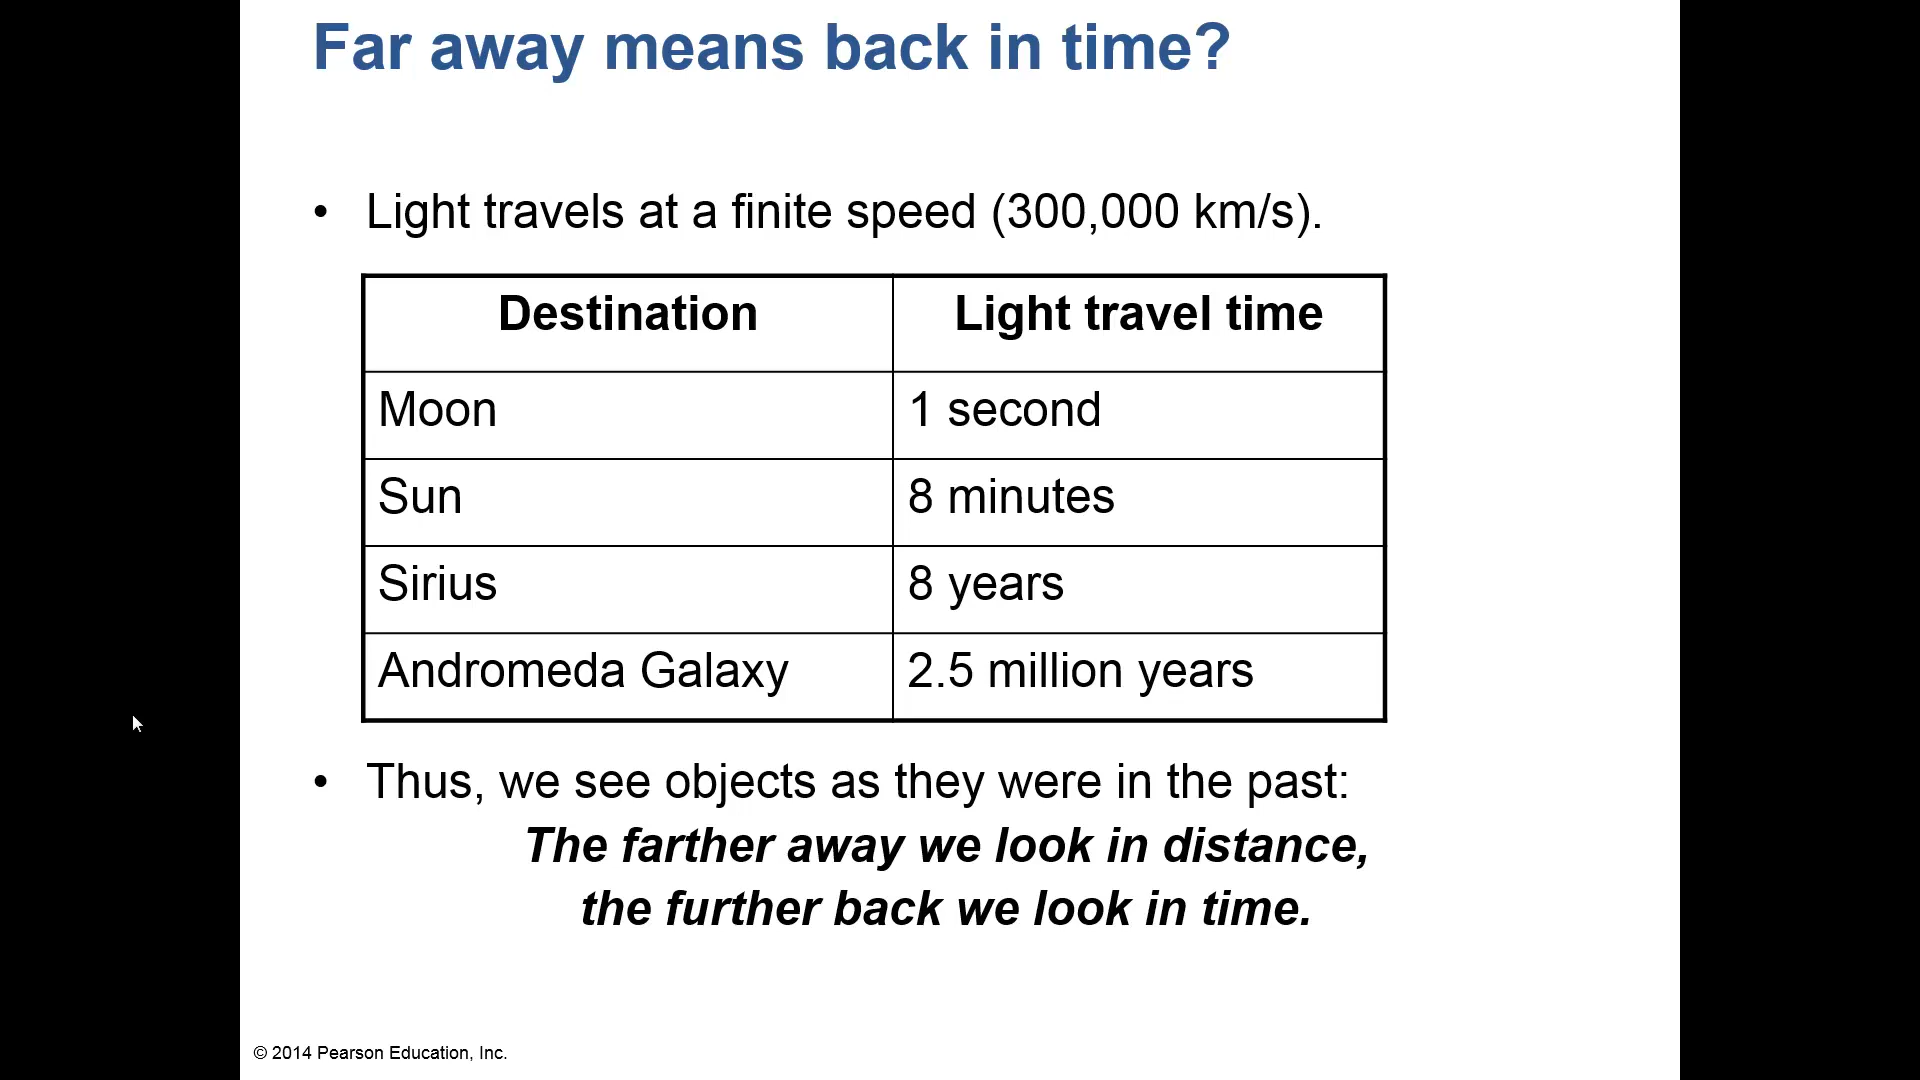 Far away means back in time?
• Light travels at a finite speed (300,000 km/s).
Destination Light travel time
Moon 1 second
Sun 8 minutes
Sirius 8 years
Andromeda Galaxy 2.5 million years
• Thus, we see objects as they were in the past:
The farther away we look in distance,
the further back we look in time.
© 2014 Pearson Education, Inc.